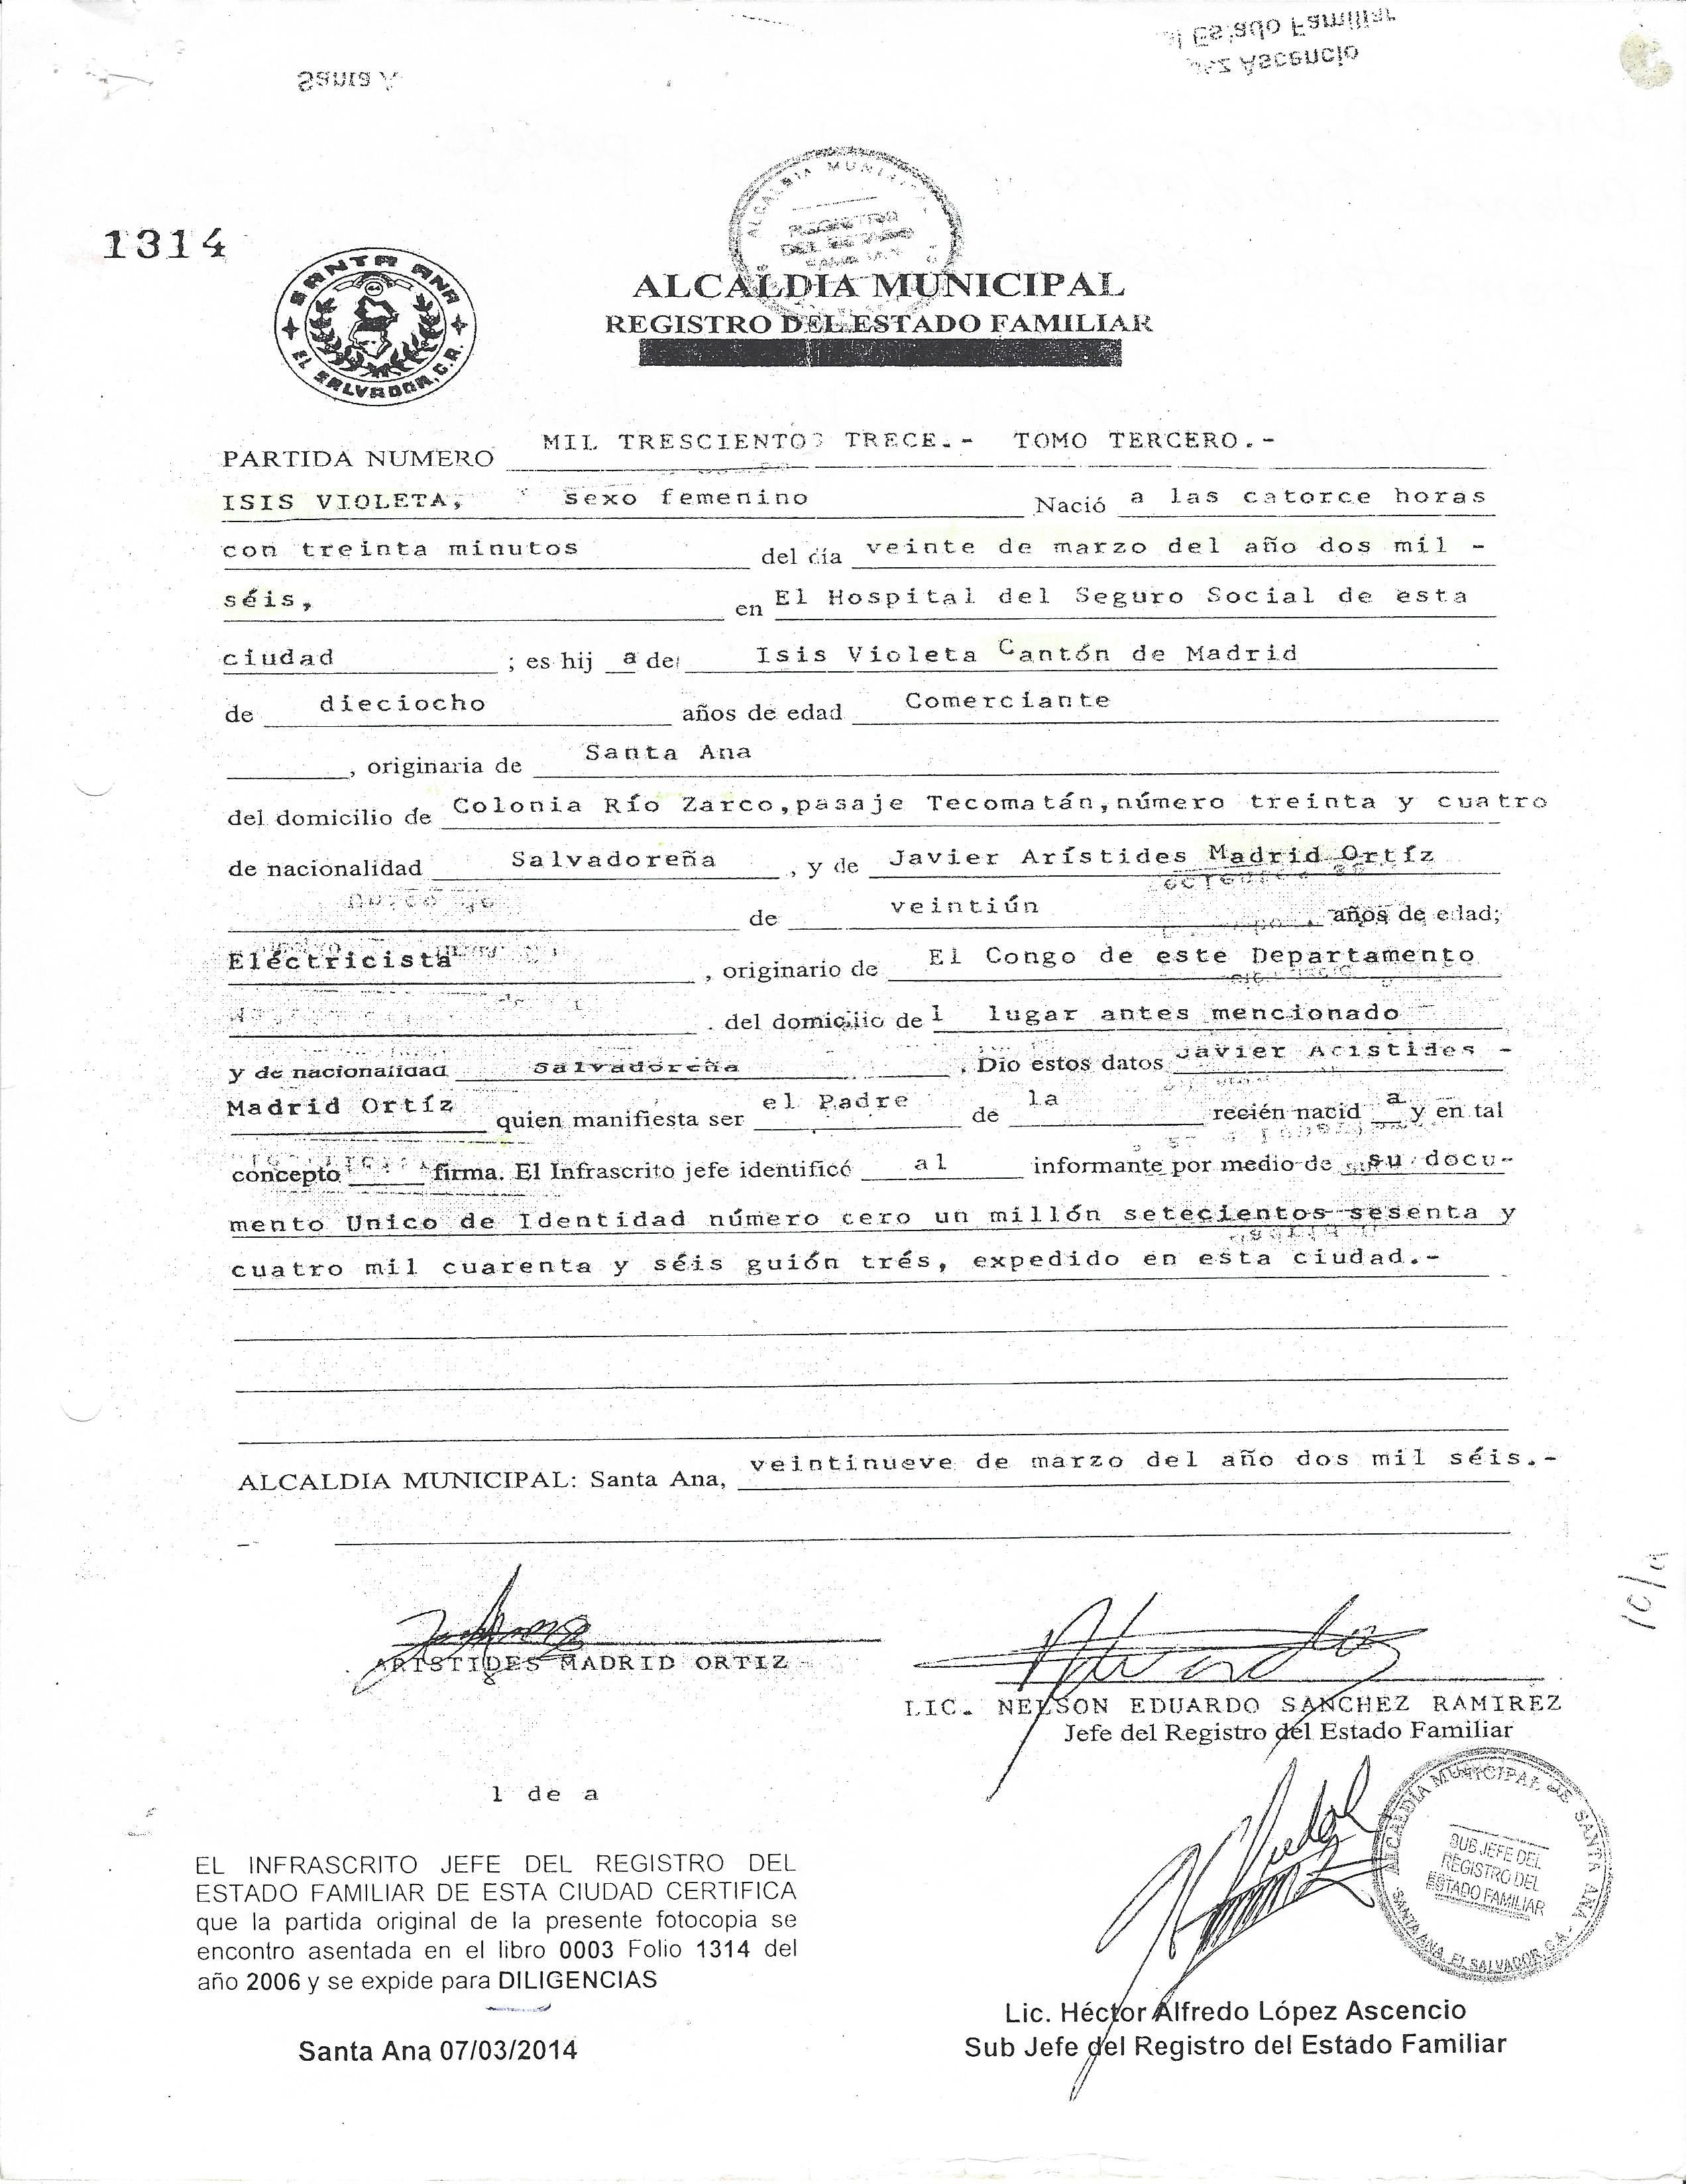 al Estado Familiar
Ascencio
Santa A
1314
SANTA ANA
EL SALVADOR, C.A.
ALCALDIA MUNICIPAL
REGISTRO DEL ESTADO FAMILIAR
PARTIDA NUMERO MIL TRESCIENTOS TRECE.- TOMO TERCERO.-
ISIS VIOLETA, sexo femenino Nació a las catorce horas
con treinta minutos del día veinte de marzo del año dos mil -
séis, en El Hospital del Seguro Social de esta
ciudad ; es hij a de Isis Violeta Cantón de Madrid
de dieciocho años de edad Comerciante
, originaria de Santa Ana
del domicilio de Colonia Río Zarco,pasaje Tecomatán,número treinta y cuatro
de nacionalidad Salvadoreña , y de Javier Arístides Madrid Ortíz
de veintiún años de edad;
Eléctricista , originario de El Congo de este Departamento
. del domicilio de l lugar antes mencionado
y de nacionalidad Salvadoreña . Dio estos datos Javier Arístides -
Madrid Ortíz quien manifiesta ser el Padre de la recién nacid a y en tal
concepto firma. El Infrascrito jefe identificó al informante por medio de su docu-
mento Unico de Identidad número cero un millón setecientos sesenta y
cuatro mil cuarenta y séis guión trés, expedido en esta ciudad.-
ALCALDIA MUNICIPAL: Santa Ana, veintinueve de marzo del año dos mil séis.-
ARISTIDES MADRID ORTIZ
LIC. NELSON EDUARDO SANCHEZ RAMIREZ
Jefe del Registro del Estado Familiar
l de a
EL INFRASCRITO JEFE DEL REGISTRO DEL
ESTADO FAMILIAR DE ESTA CIUDAD CERTIFICA
que la partida original de la presente fotocopia se
encontro asentada en el libro 0003 Folio 1314 del
año 2006 y se expide para DILIGENCIAS
Santa Ana 07/03/2014
ALCALDIA MUNICIPAL DE SANTA ANA
SUB JEFE DEL
REGISTRO DEL
ESTADO FAMILIAR
SANTA ANA, EL SALVADOR, C.A.
Lic. Héctor Alfredo López Ascencio
Sub Jefe del Registro del Estado Familiar